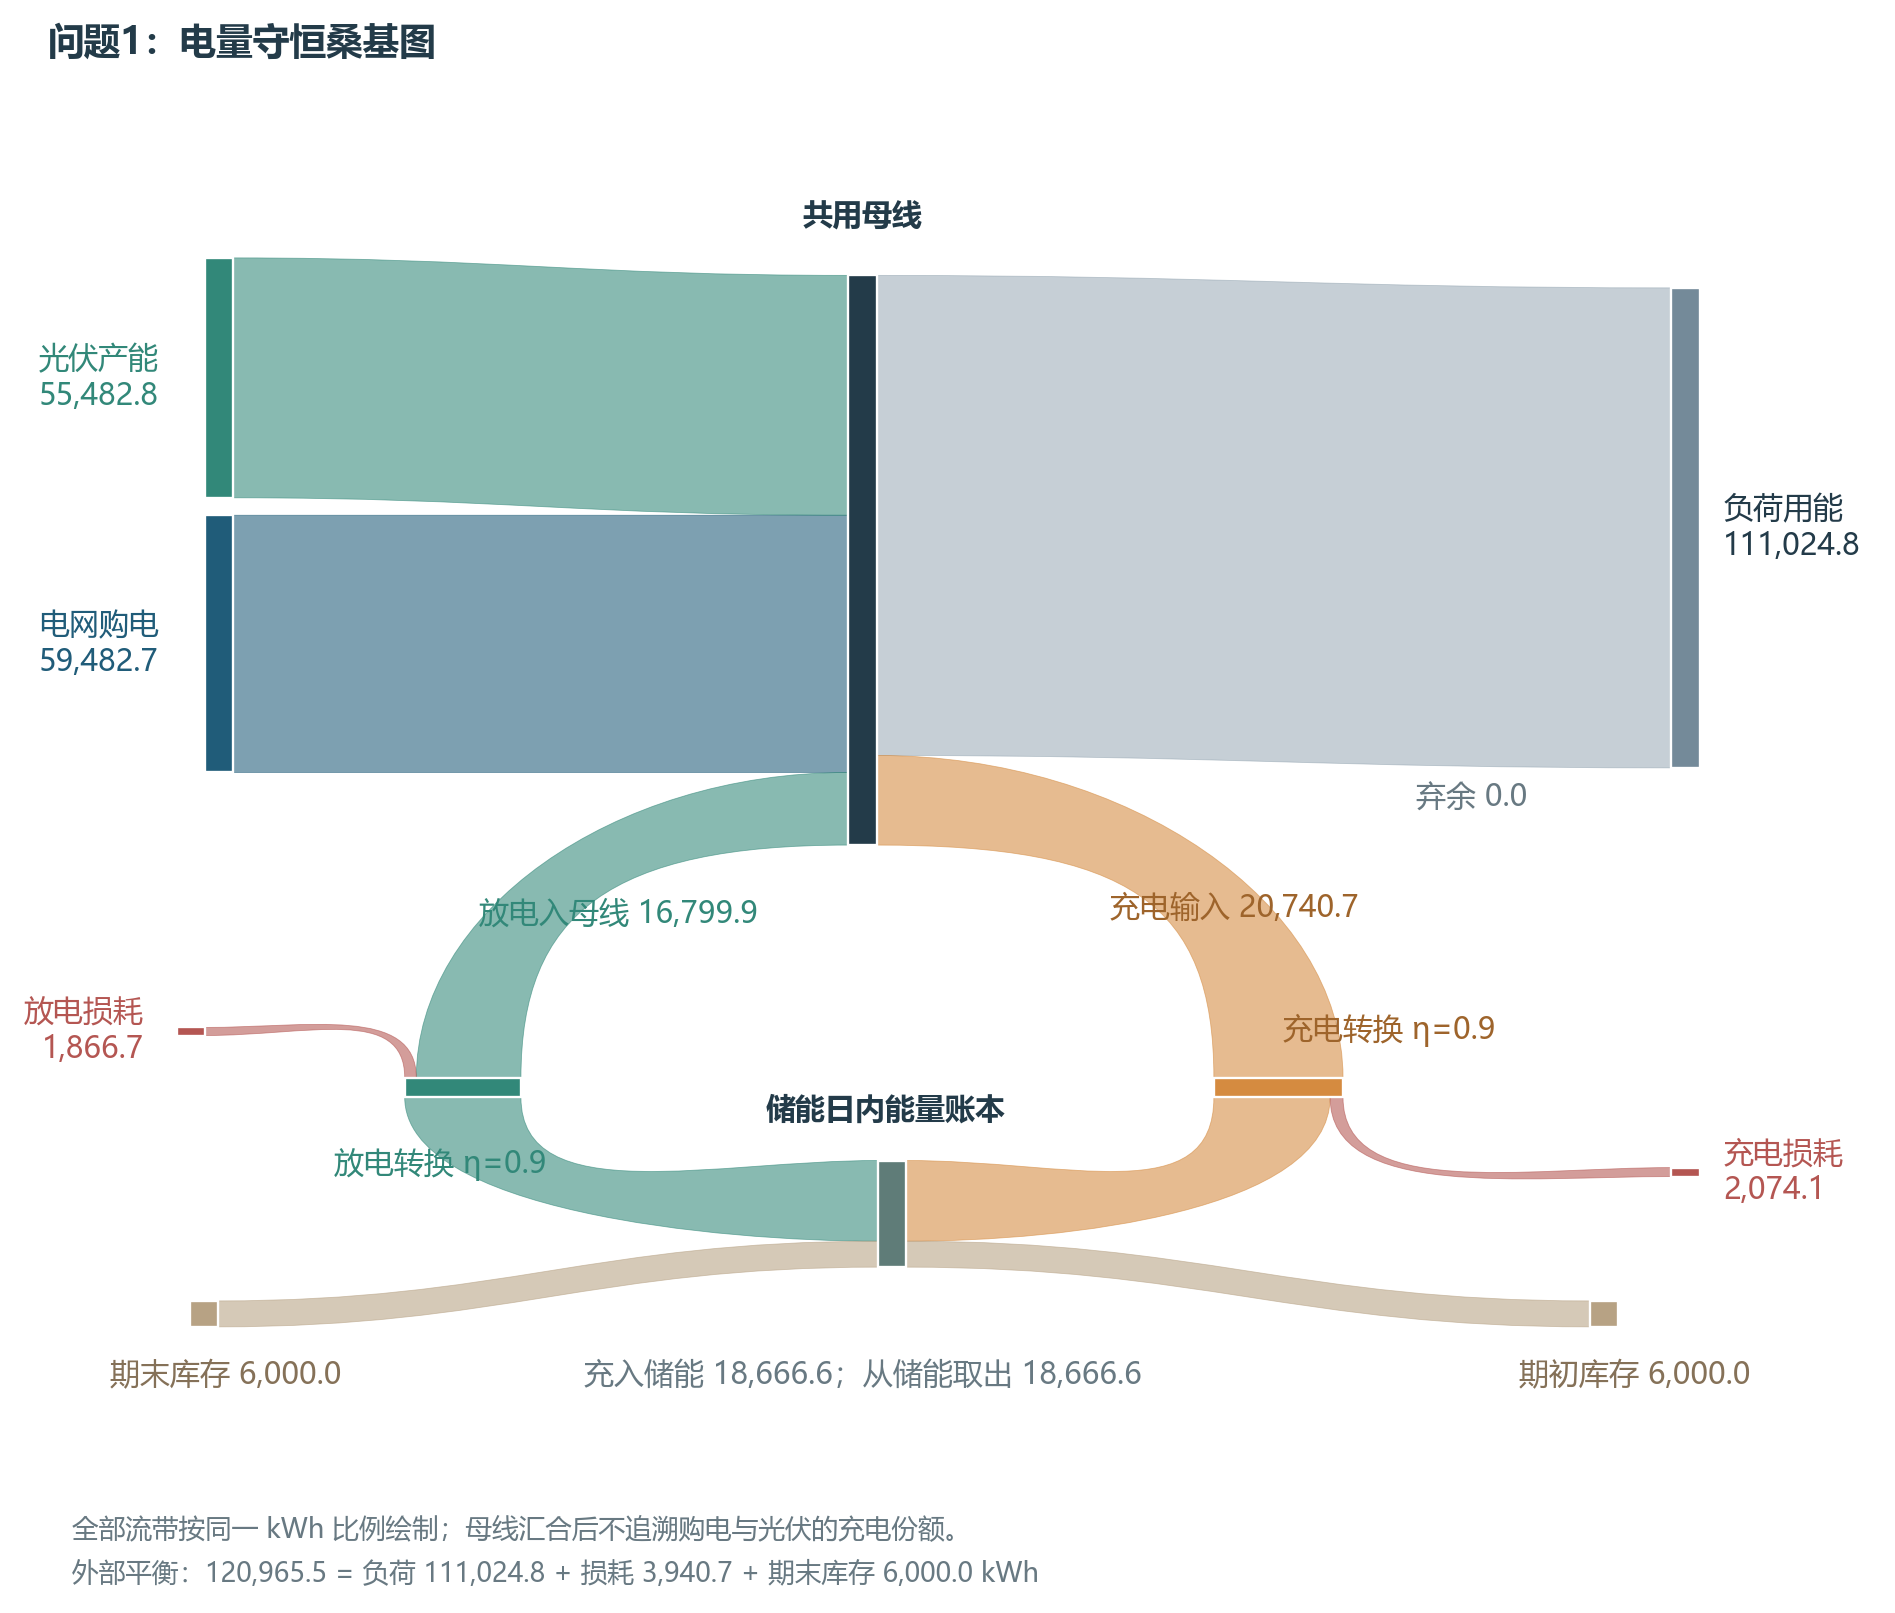 问题1：电量守恒桑基图
共用母线
光伏产能
55,482.8
电网购电
59,482.7
负荷用能
111,024.8
弃余 0.0
放电入母线 16,799.9
充电输入 20,740.7
放电损耗
1,866.7
充电转换 η=0.9
储能日内能量账本
放电转换 η=0.9
充电损耗
2,074.1
期末库存 6,000.0
充入储能 18,666.6；从储能取出 18,666.6
期初库存 6,000.0
全部流带按同一 kWh 比例绘制；母线汇合后不追溯购电与光伏的充电份额。
外部平衡：120,965.5 = 负荷 111,024.8 + 损耗 3,940.7 + 期末库存 6,000.0 kWh